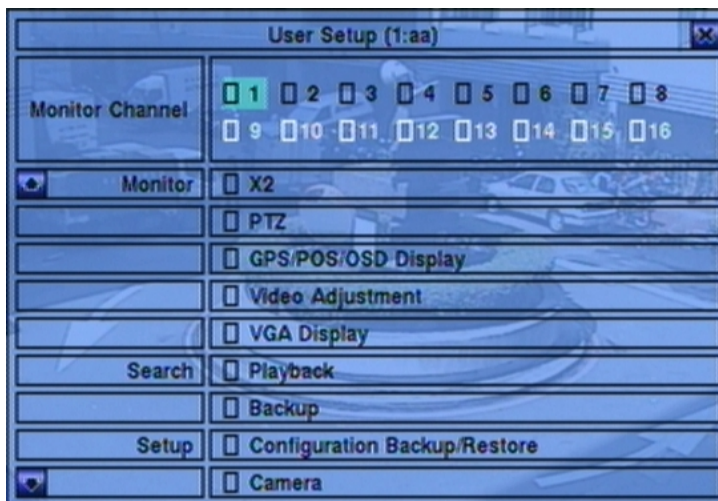 User Setup (1:aa)
Monitor Channel
1 2 3 4 5 6 7 8
9 10 11 12 13 14 15 16
Monitor X2
PTZ
GPS/POS/OSD Display
Video Adjustment
VGA Display
Search Playback
Backup
Setup Configuration Backup/Restore
Camera